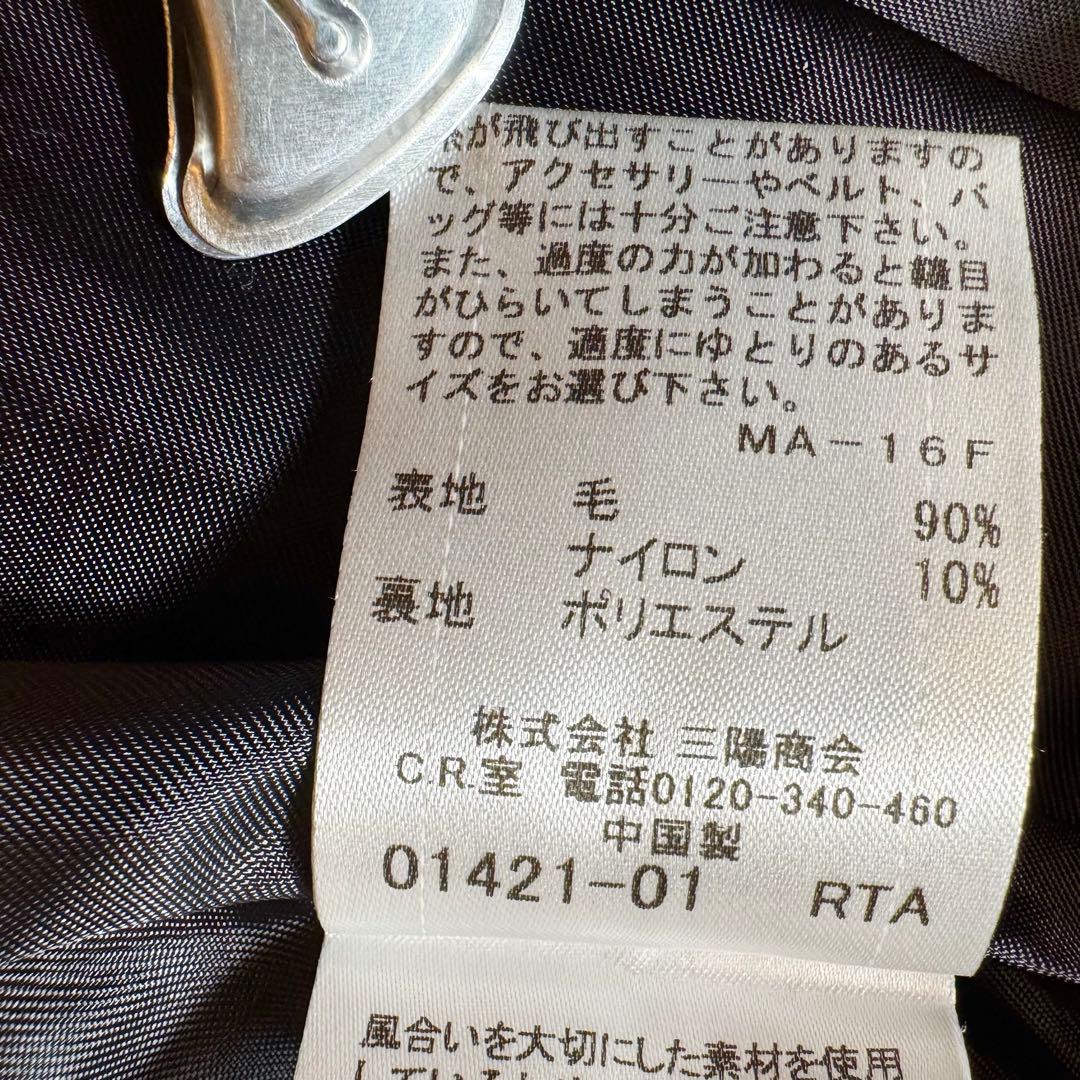 が飛び出すことがありますの
で、アクセサリーやベルト、バ
ッグ等には十分ご注意下さい。
また、過度の力が加わると縫目
がひらいてしまうことがありま
すので、適度にゆとりのあるサ
イズをお選び下さい。
MA-16F
表地 毛 90%
ナイロン 10%
裏地 ポリエステル
株式会社 三陽商会
C.R.室 電話0120-340-460
中国製
01421-01 RTA
風合いを大切にした素材を使用